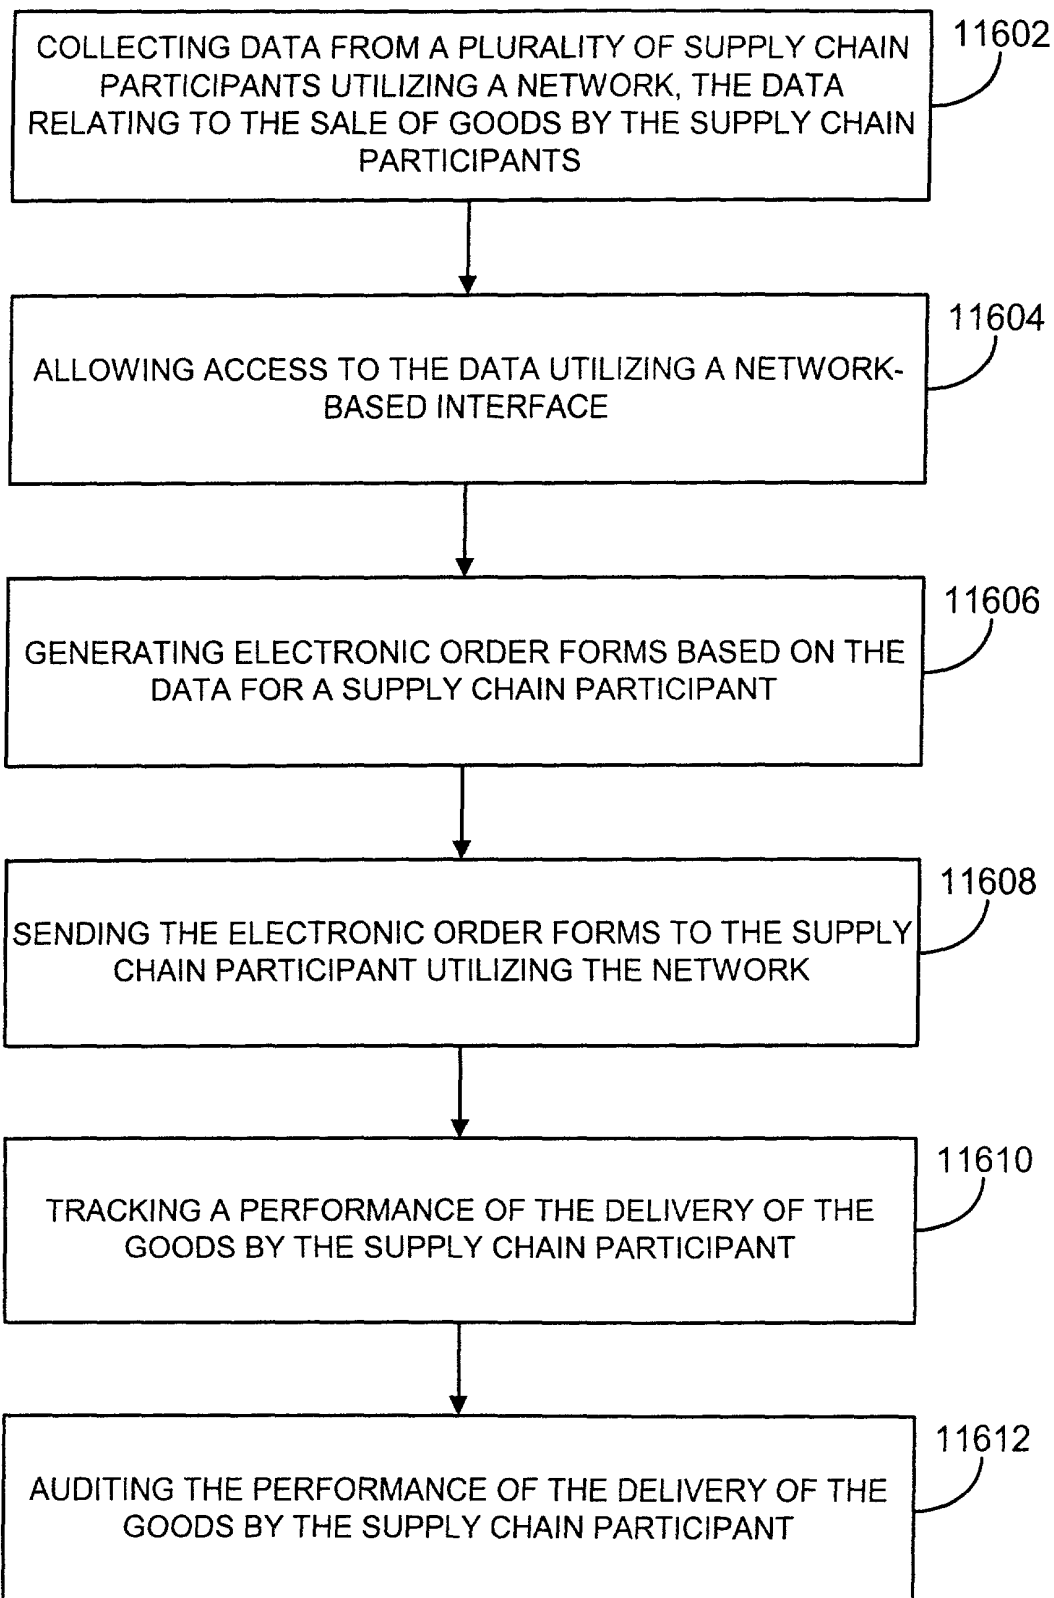 COLLECTING DATA FROM A PLURALITY OF SUPPLY CHAIN
PARTICIPANTS UTILIZING A NETWORK, THE DATA
RELATING TO THE SALE OF GOODS BY THE SUPPLY CHAIN
PARTICIPANTS
11602
ALLOWING ACCESS TO THE DATA UTILIZING A NETWORK-
BASED INTERFACE
11604
GENERATING ELECTRONIC ORDER FORMS BASED ON THE
DATA FOR A SUPPLY CHAIN PARTICIPANT
11606
SENDING THE ELECTRONIC ORDER FORMS TO THE SUPPLY
CHAIN PARTICIPANT UTILIZING THE NETWORK
11608
TRACKING A PERFORMANCE OF THE DELIVERY OF THE
GOODS BY THE SUPPLY CHAIN PARTICIPANT
11610
AUDITING THE PERFORMANCE OF THE DELIVERY OF THE
GOODS BY THE SUPPLY CHAIN PARTICIPANT
11612